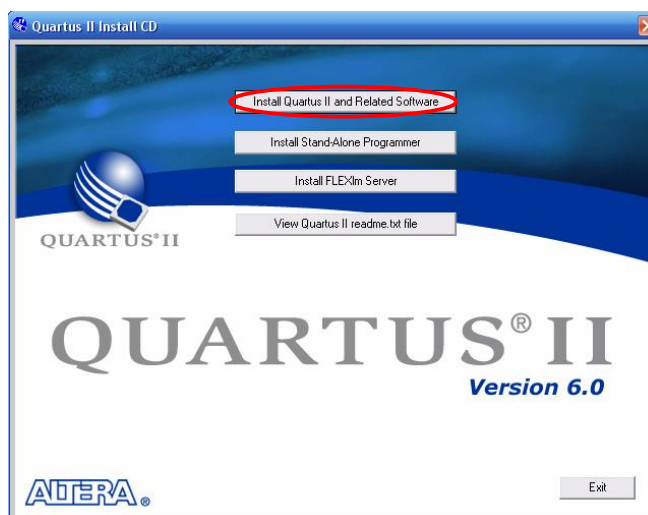 Quartus II Install CD
Install Quartus II and Related Software
Install Stand-Alone Programmer
Install FLEXlm Server
View Quartus II readme.txt file
QUARTUS® II
QUARTUS® II
Version 6.0
ALTERA®
Exit